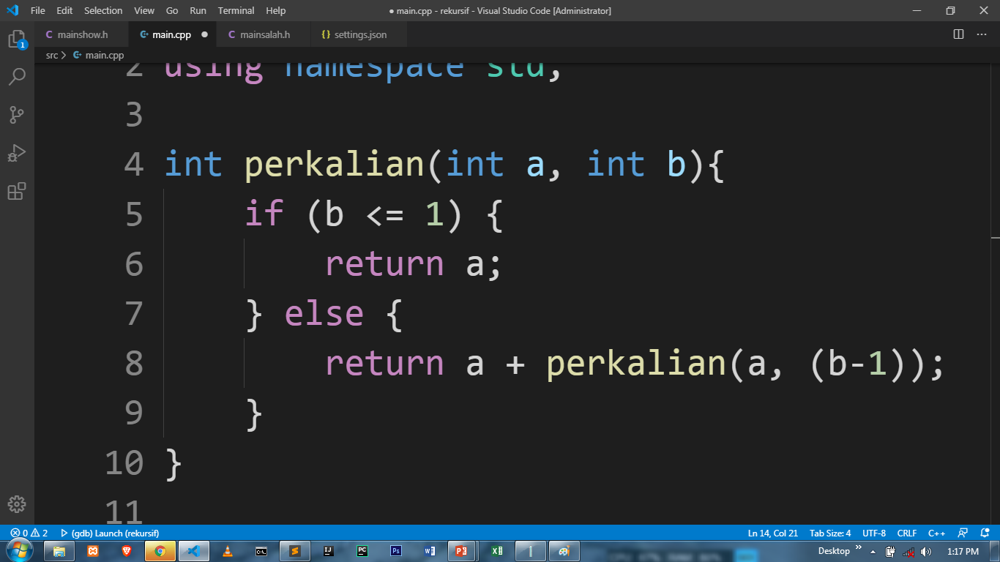 File Edit Selection View Go Run Terminal Help ● main.cpp - rekursif - Visual Studio Code [Administrator]
mainshow.h main.cpp ● mainsalah.h {} settings.json
src > main.cpp
2 using namespace std;
3
4 int perkalian(int a, int b){
5 if (b <= 1) {
6 return a;
7 } else {
8 return a + perkalian(a, (b-1));
9 }
10 }
11
0 2 (gdb) Launch (rekursif) Ln 14, Col 21 Tab Size: 4 UTF-8 CRLF C++
Desktop » 1:17 PM